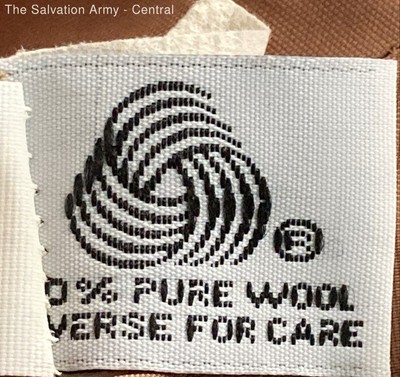 The Salvation Army - Central
®
0% PURE WOOL
VERSE FOR CARE